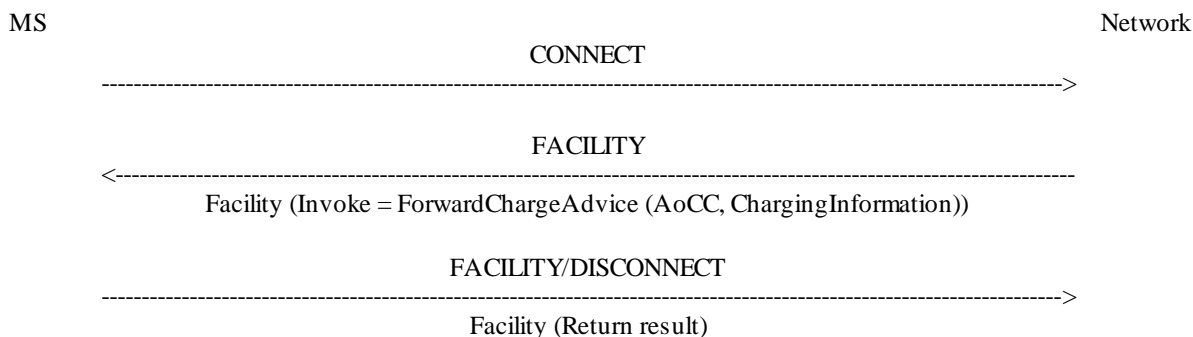 MS Network
CONNECT
------------------------------------------------------------------------------------------------------------------------>
FACILITY
<------------------------------------------------------------------------------------------------------------------------
Facility (Invoke = ForwardChargeAdvice (AoCC, ChargingInformation))
FACILITY/DISCONNECT
------------------------------------------------------------------------------------------------------------------------>
Facility (Return result)